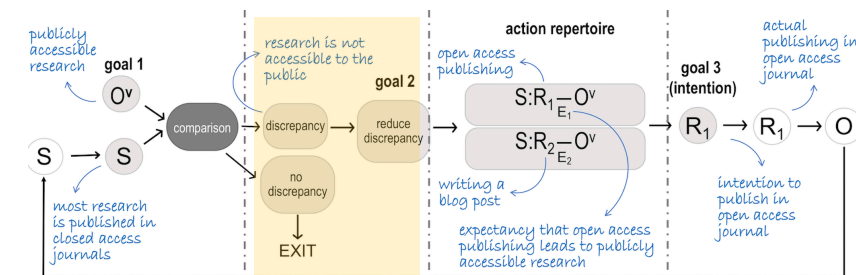 publicly
accessible
research
goal 1
Oᵛ
S
S
most research
is published in
closed access
journals
comparison
research is not
accessible to the
public
goal 2
discrepancy
reduce
discrepancy
no
discrepancy
EXIT
action repertoire
open access
publishing
S:R₁—Oᵛ
E₁
S:R₂—Oᵛ
E₂
writing a
blog post
expectancy that open access
publishing leads to publicly
accessible research
goal 3
(intention)
R₁
R₁
O
actual
publishing in
open access
journal
intention to
publish in
open access
journal